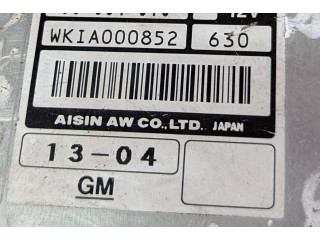 12V
WKIA000852 630
AISIN AW CO.,LTD. JAPAN
13-04
GM